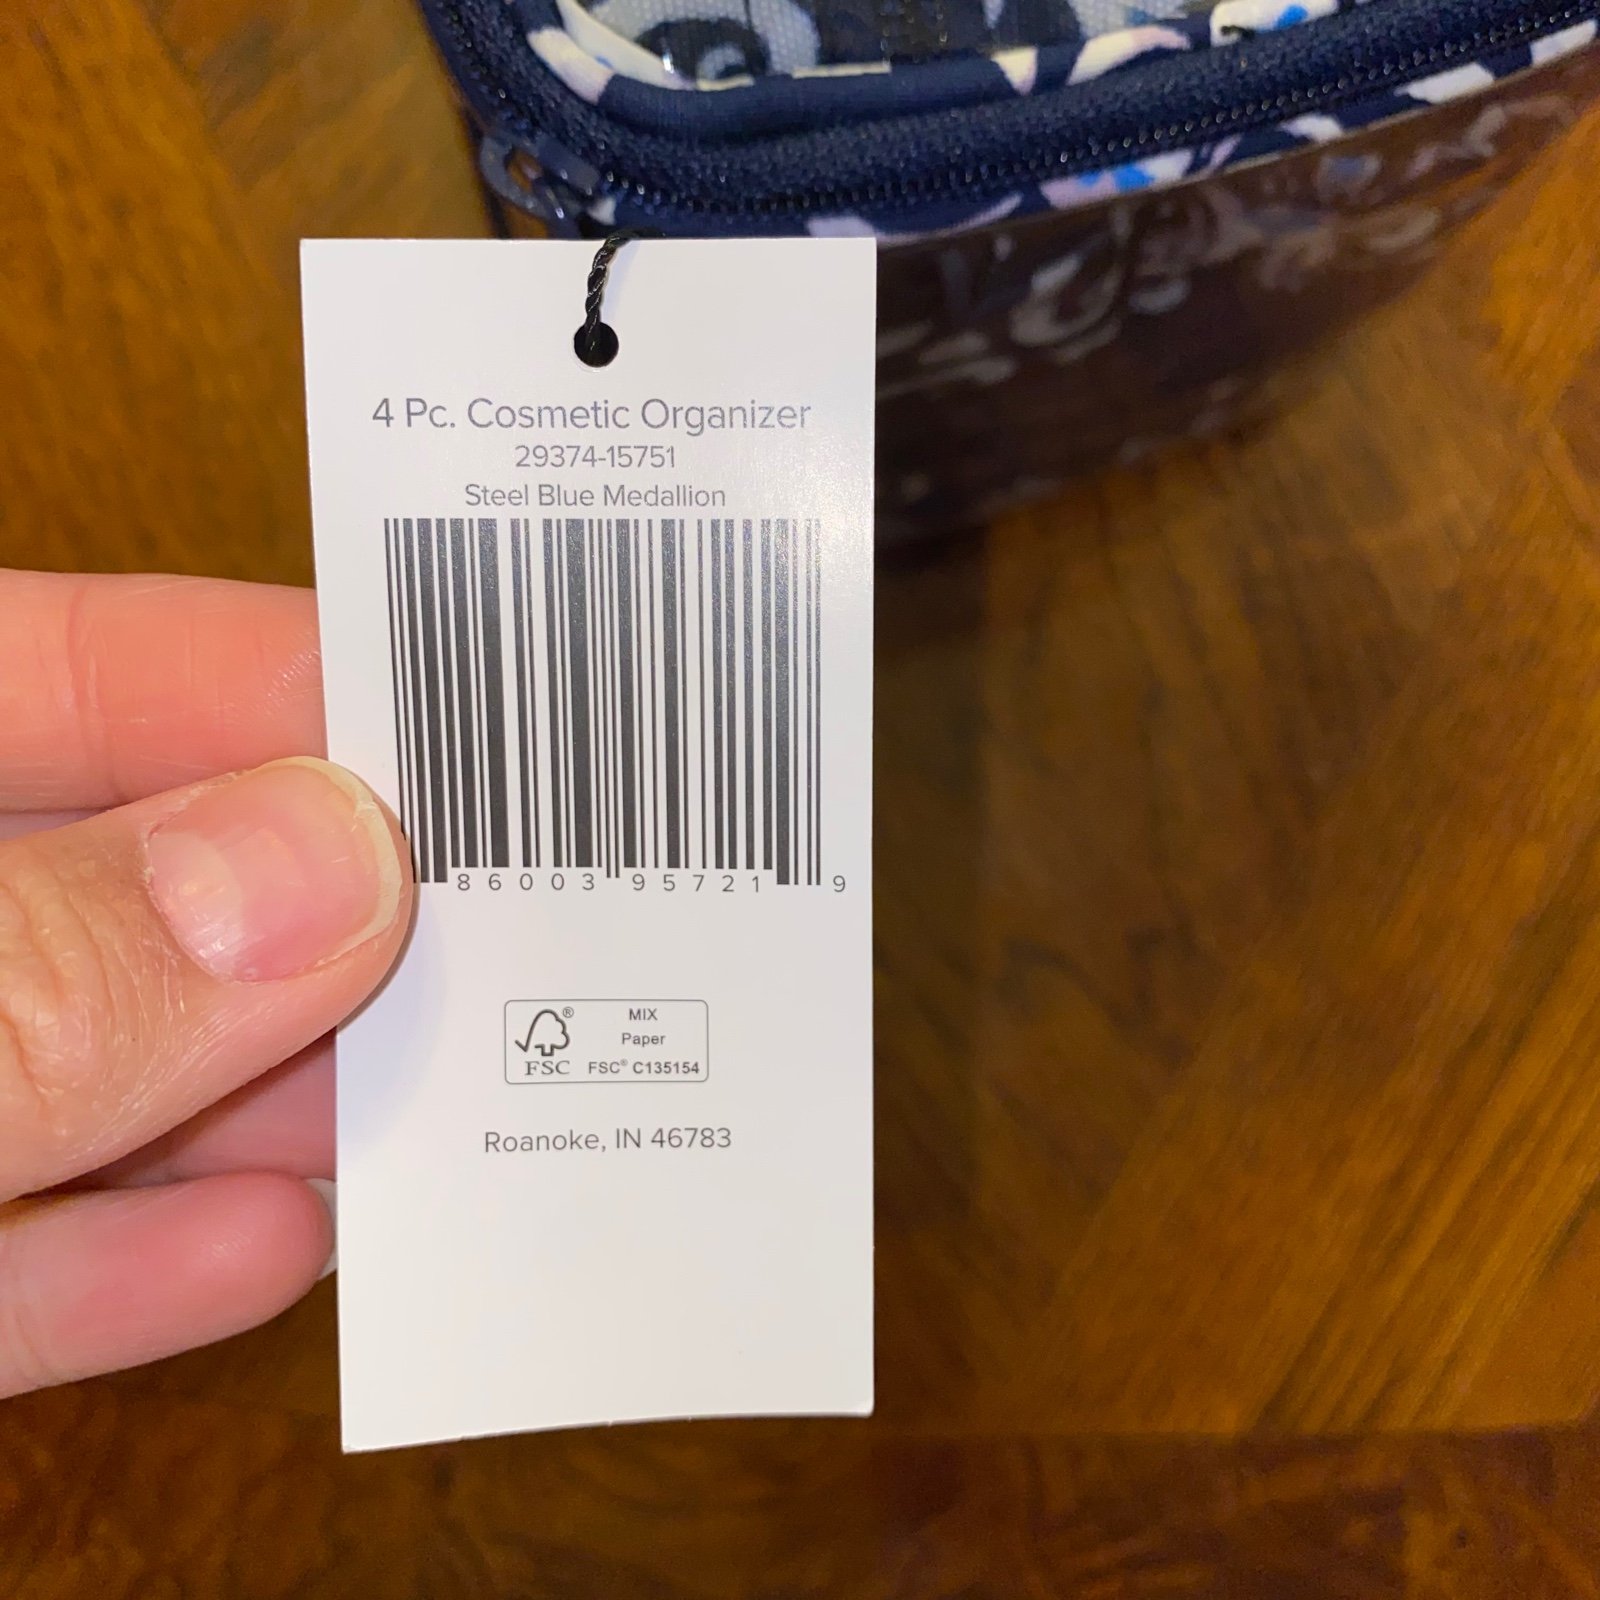 4 Pc. Cosmetic Organizer
29374-15751
Steel Blue Medallion
86003 95721 9
®
MIX
Paper
FSC FSC® C135154
Roanoke, IN 46783